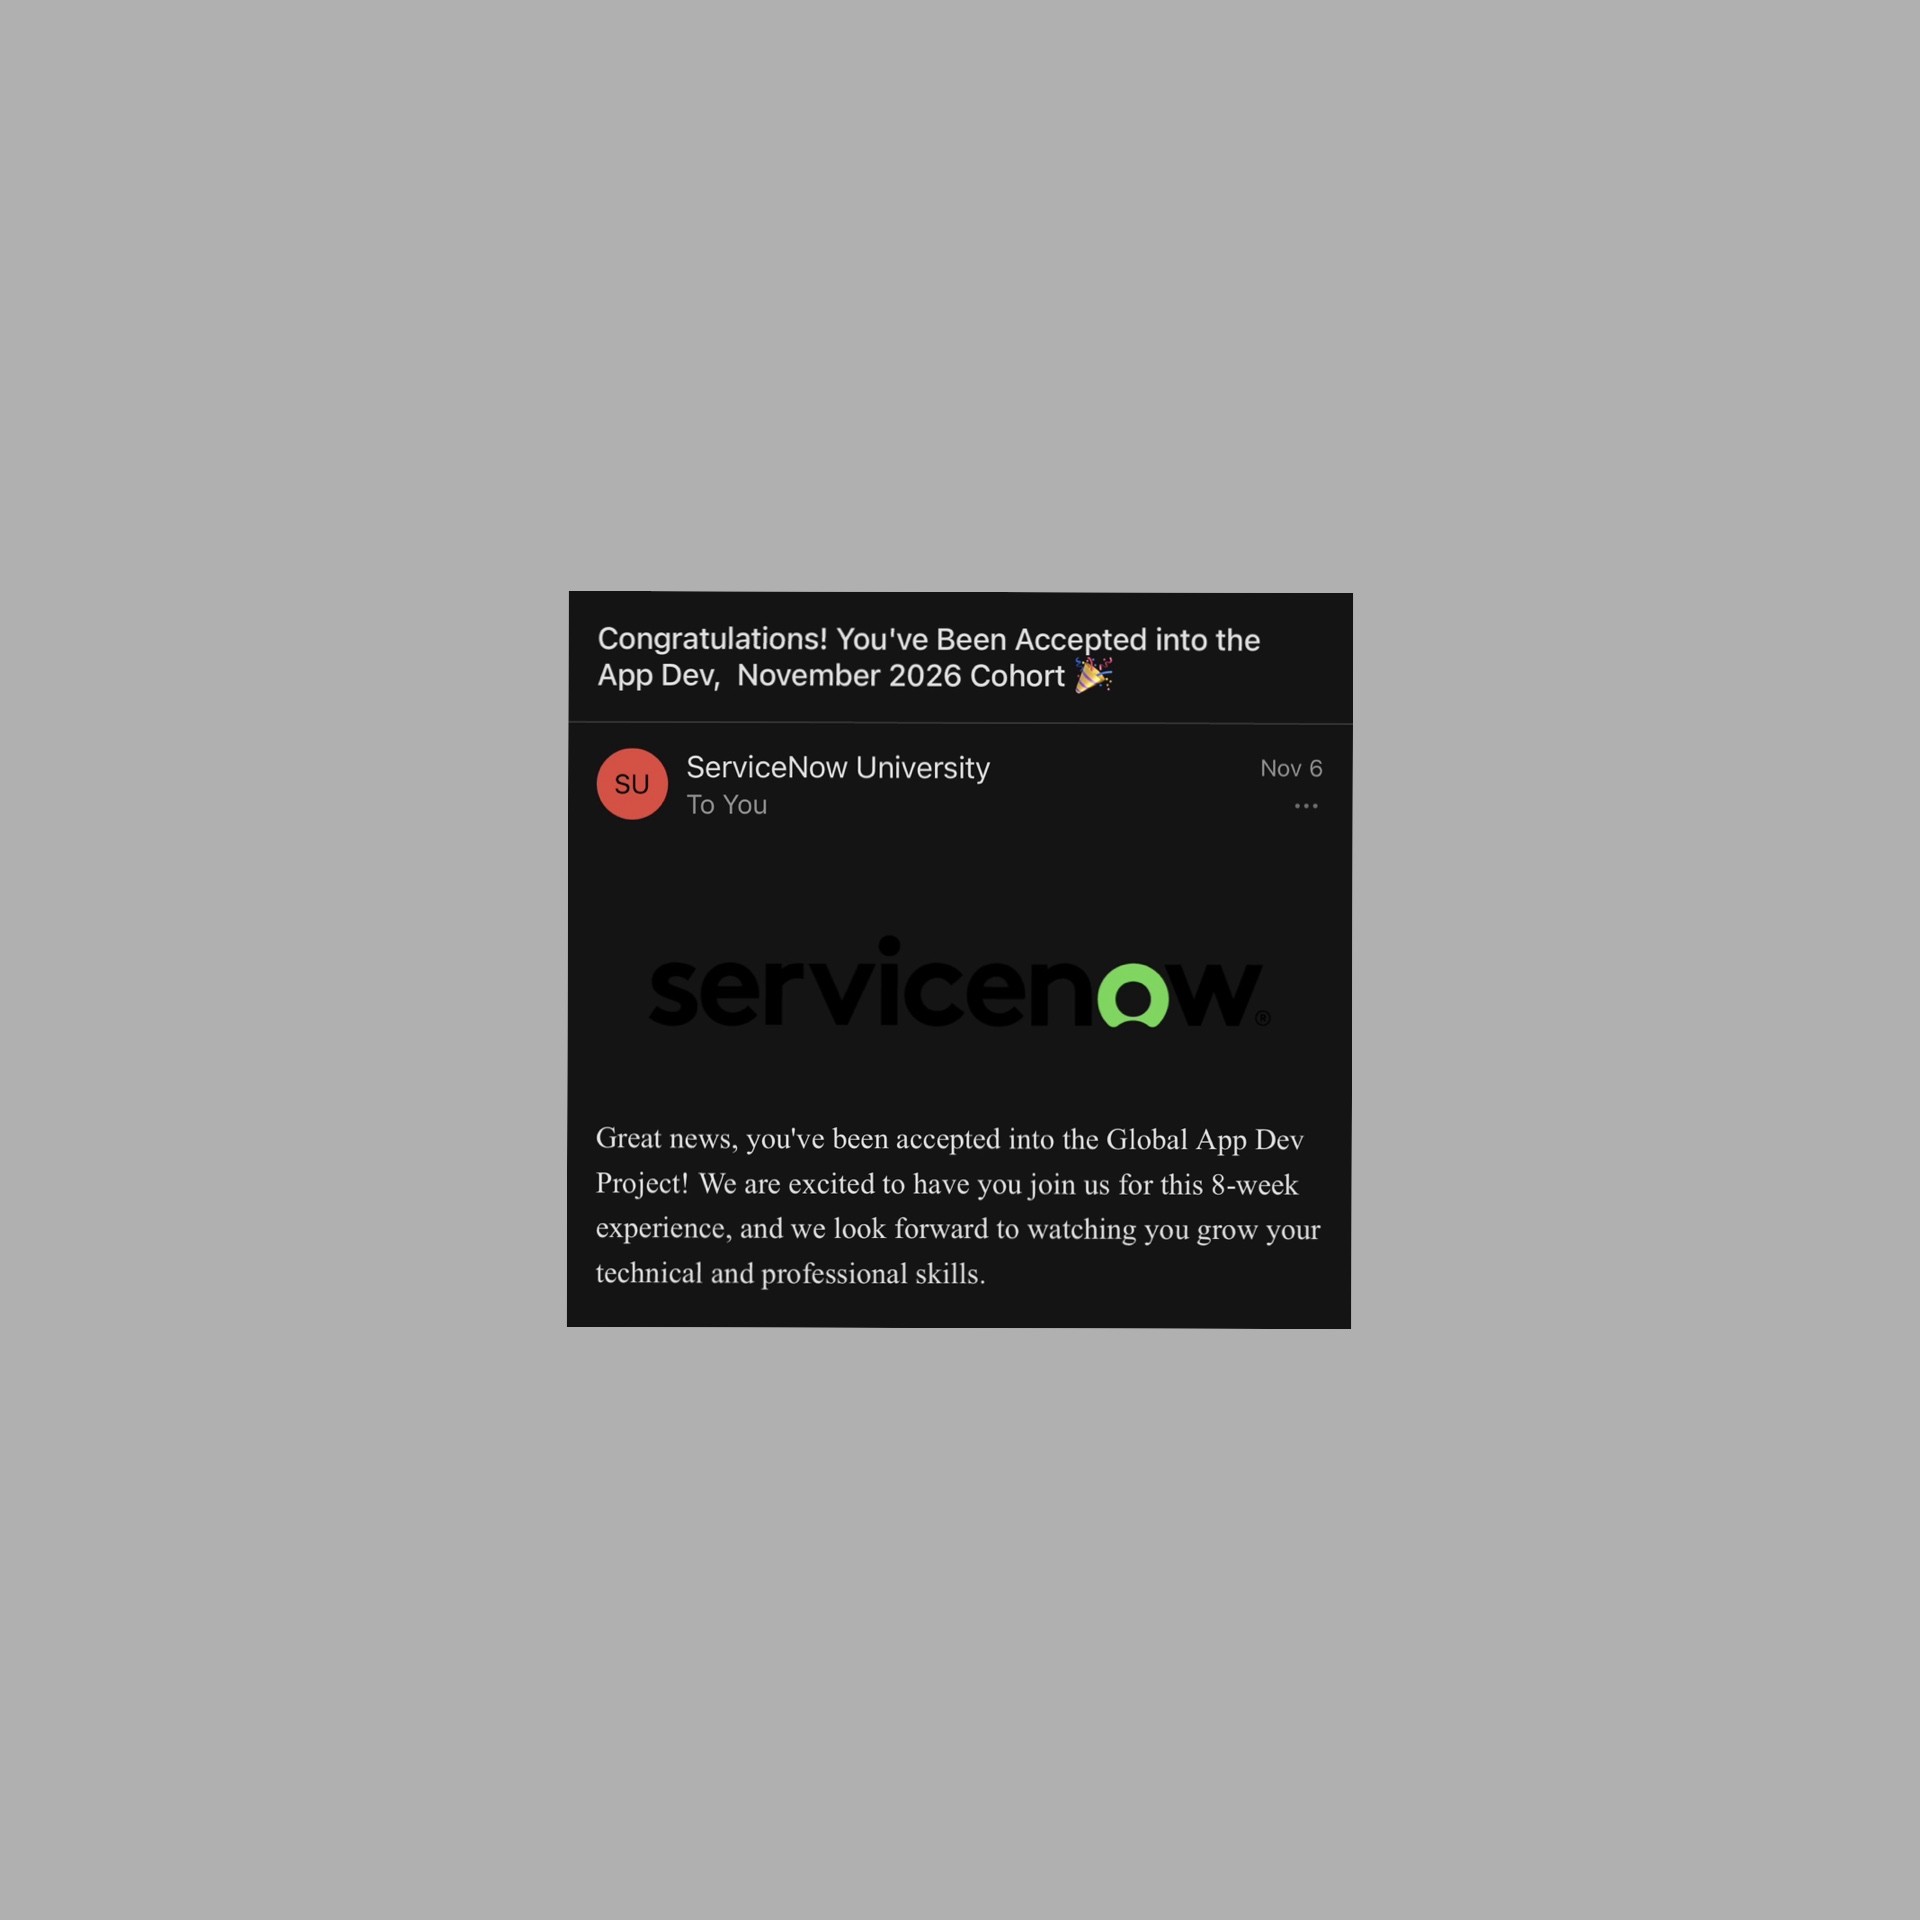 Congratulations! You've Been Accepted into the
App Dev,  November 2026 Cohort 🎉
SU
ServiceNow University
Nov 6
To You
...
servicenow®
Great news, you've been accepted into the Global App Dev
Project! We are excited to have you join us for this 8-week
experience, and we look forward to watching you grow your
technical and professional skills.